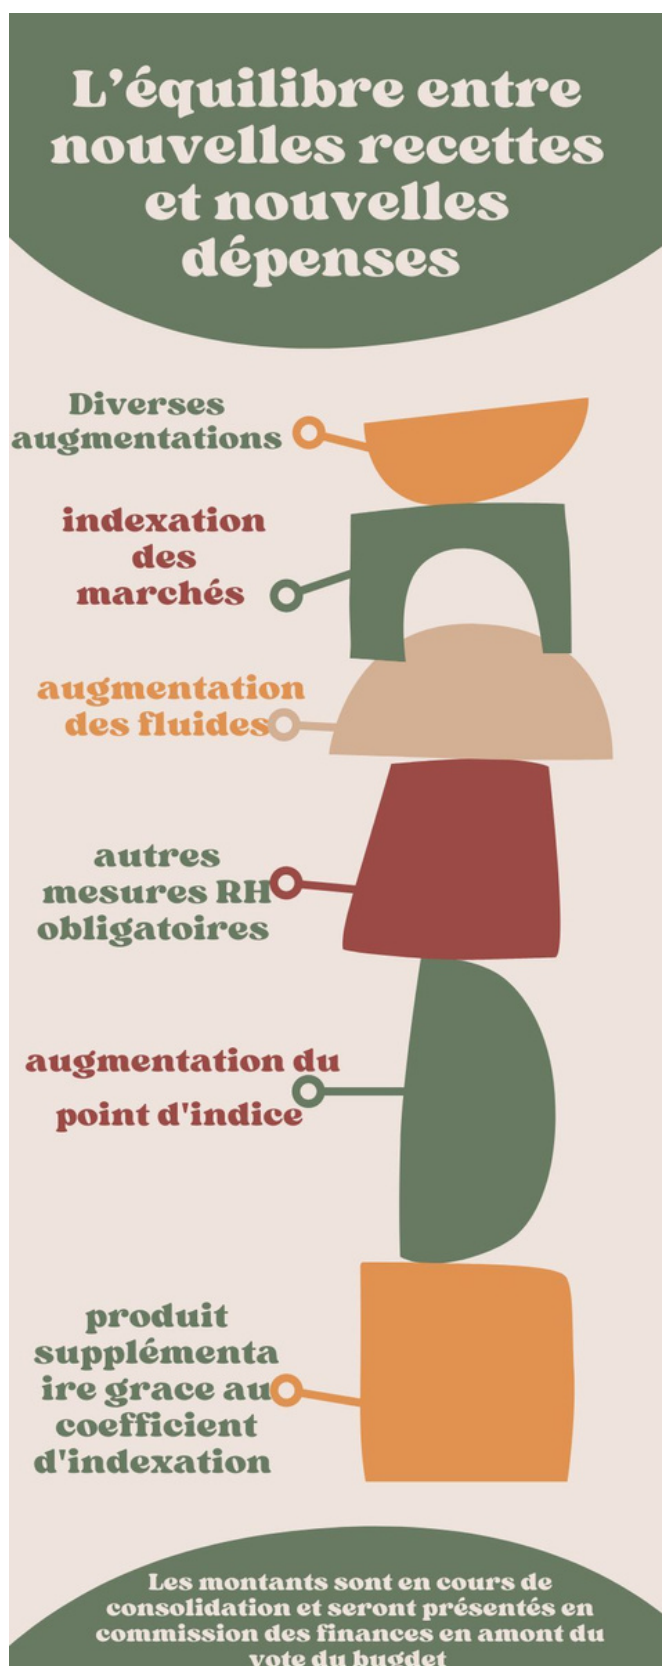 L'équilibre entre
nouvelles recettes
et nouvelles
dépenses
Diverses
augmentations
indexation
des
marchés
augmentation
des fluides
autres
mesures RH
obligatoires
augmentation du
point d'indice
produit
supplémenta
ire grace au
coefficient
d'indexation
Les montants sont en cours de
consolidation et seront présentés en
commission des finances en amont du
vote du bugdet